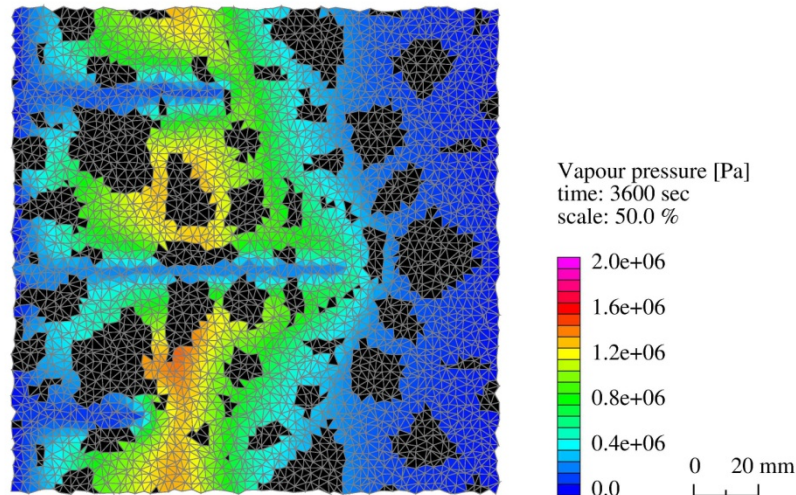 Vapour pressure [Pa]
time: 3600 sec
scale: 50.0 %
2.0e+06
1.6e+06
1.2e+06
0.8e+06
0.4e+06
0.0
0 20 mm